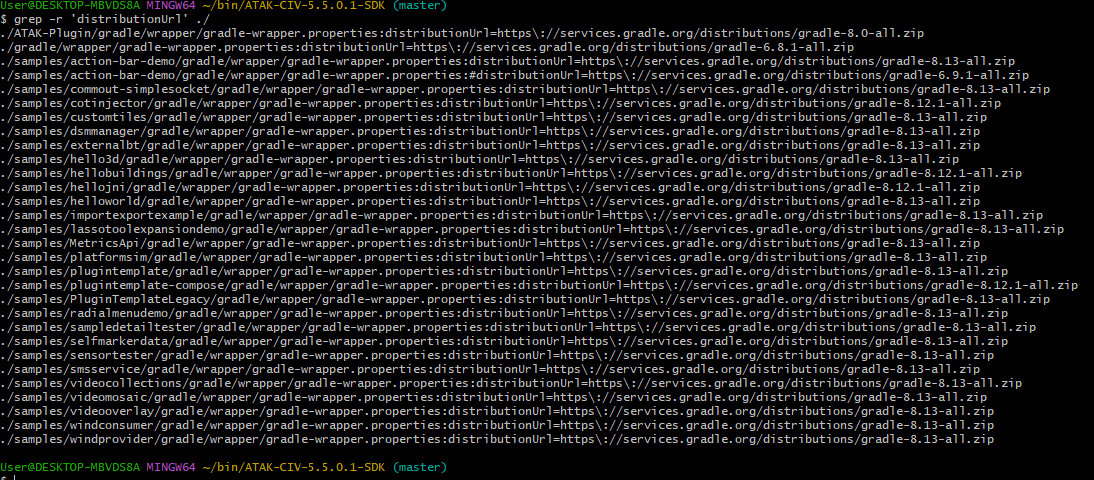 User@DESKTOP-MBVDS8A MINGW64 ~/bin/ATAK-CIV-5.5.0.1-SDK (master)
$ grep -r 'distributionUrl' ./
./ATAK-Plugin/gradle/wrapper/gradle-wrapper.properties:distributionUrl=https\://services.gradle.org/distributions/gradle-8.0-all.zip
./gradle/wrapper/gradle-wrapper.properties:distributionUrl=https\://services.gradle.org/distributions/gradle-6.8.1-all.zip
./samples/action-bar-demo/gradle/wrapper/gradle-wrapper.properties:distributionUrl=https\://services.gradle.org/distributions/gradle-8.13-all.zip
./samples/action-bar-demo/gradle/wrapper/gradle-wrapper.properties:#distributionUrl=https\://services.gradle.org/distributions/gradle-6.9.1-all.zip
./samples/commout-simplesocket/gradle/wrapper/gradle-wrapper.properties:distributionUrl=https\://services.gradle.org/distributions/gradle-8.13-all.zip
./samples/cotinjector/gradle/wrapper/gradle-wrapper.properties:distributionUrl=https\://services.gradle.org/distributions/gradle-8.12.1-all.zip
./samples/customtiles/gradle/wrapper/gradle-wrapper.properties:distributionUrl=https\://services.gradle.org/distributions/gradle-8.13-all.zip
./samples/dsmmanager/gradle/wrapper/gradle-wrapper.properties:distributionUrl=https\://services.gradle.org/distributions/gradle-8.13-all.zip
./samples/externalbt/gradle/wrapper/gradle-wrapper.properties:distributionUrl=https\://services.gradle.org/distributions/gradle-8.13-all.zip
./samples/hello3d/gradle/wrapper/gradle-wrapper.properties:distributionUrl=https\://services.gradle.org/distributions/gradle-8.13-all.zip
./samples/hellobuildings/gradle/wrapper/gradle-wrapper.properties:distributionUrl=https\://services.gradle.org/distributions/gradle-8.12.1-all.zip
./samples/hellojni/gradle/wrapper/gradle-wrapper.properties:distributionUrl=https\://services.gradle.org/distributions/gradle-8.12.1-all.zip
./samples/helloworld/gradle/wrapper/gradle-wrapper.properties:distributionUrl=https\://services.gradle.org/distributions/gradle-8.13-all.zip
./samples/importexportexample/gradle/wrapper/gradle-wrapper.properties:distributionUrl=https\://services.gradle.org/distributions/gradle-8.13-all.zip
./samples/lassotoolexpansiondemo/gradle/wrapper/gradle-wrapper.properties:distributionUrl=https\://services.gradle.org/distributions/gradle-8.13-all.zip
./samples/MetricsApi/gradle/wrapper/gradle-wrapper.properties:distributionUrl=https\://services.gradle.org/distributions/gradle-8.13-all.zip
./samples/platformsim/gradle/wrapper/gradle-wrapper.properties:distributionUrl=https\://services.gradle.org/distributions/gradle-8.13-all.zip
./samples/plugintemplate/gradle/wrapper/gradle-wrapper.properties:distributionUrl=https\://services.gradle.org/distributions/gradle-8.13-all.zip
./samples/plugintemplate-compose/gradle/wrapper/gradle-wrapper.properties:distributionUrl=https\://services.gradle.org/distributions/gradle-8.12.1-all.zip
./samples/PluginTemplateLegacy/gradle/wrapper/gradle-wrapper.properties:distributionUrl=https\://services.gradle.org/distributions/gradle-8.13-all.zip
./samples/radialmenudemo/gradle/wrapper/gradle-wrapper.properties:distributionUrl=https\://services.gradle.org/distributions/gradle-8.13-all.zip
./samples/sampledetailtester/gradle/wrapper/gradle-wrapper.properties:distributionUrl=https\://services.gradle.org/distributions/gradle-8.13-all.zip
./samples/selfmarkerdata/gradle/wrapper/gradle-wrapper.properties:distributionUrl=https\://services.gradle.org/distributions/gradle-8.13-all.zip
./samples/sensortester/gradle/wrapper/gradle-wrapper.properties:distributionUrl=https\://services.gradle.org/distributions/gradle-8.13-all.zip
./samples/smsservice/gradle/wrapper/gradle-wrapper.properties:distributionUrl=https\://services.gradle.org/distributions/gradle-8.13-all.zip
./samples/videocollections/gradle/wrapper/gradle-wrapper.properties:distributionUrl=https\://services.gradle.org/distributions/gradle-8.13-all.zip
./samples/videomosaic/gradle/wrapper/gradle-wrapper.properties:distributionUrl=https\://services.gradle.org/distributions/gradle-8.13-all.zip
./samples/videooverlay/gradle/wrapper/gradle-wrapper.properties:distributionUrl=https\://services.gradle.org/distributions/gradle-8.13-all.zip
./samples/windconsumer/gradle/wrapper/gradle-wrapper.properties:distributionUrl=https\://services.gradle.org/distributions/gradle-8.13-all.zip
./samples/windprovider/gradle/wrapper/gradle-wrapper.properties:distributionUrl=https\://services.gradle.org/distributions/gradle-8.13-all.zip
User@DESKTOP-MBVDS8A MINGW64 ~/bin/ATAK-CIV-5.5.0.1-SDK (master)
$